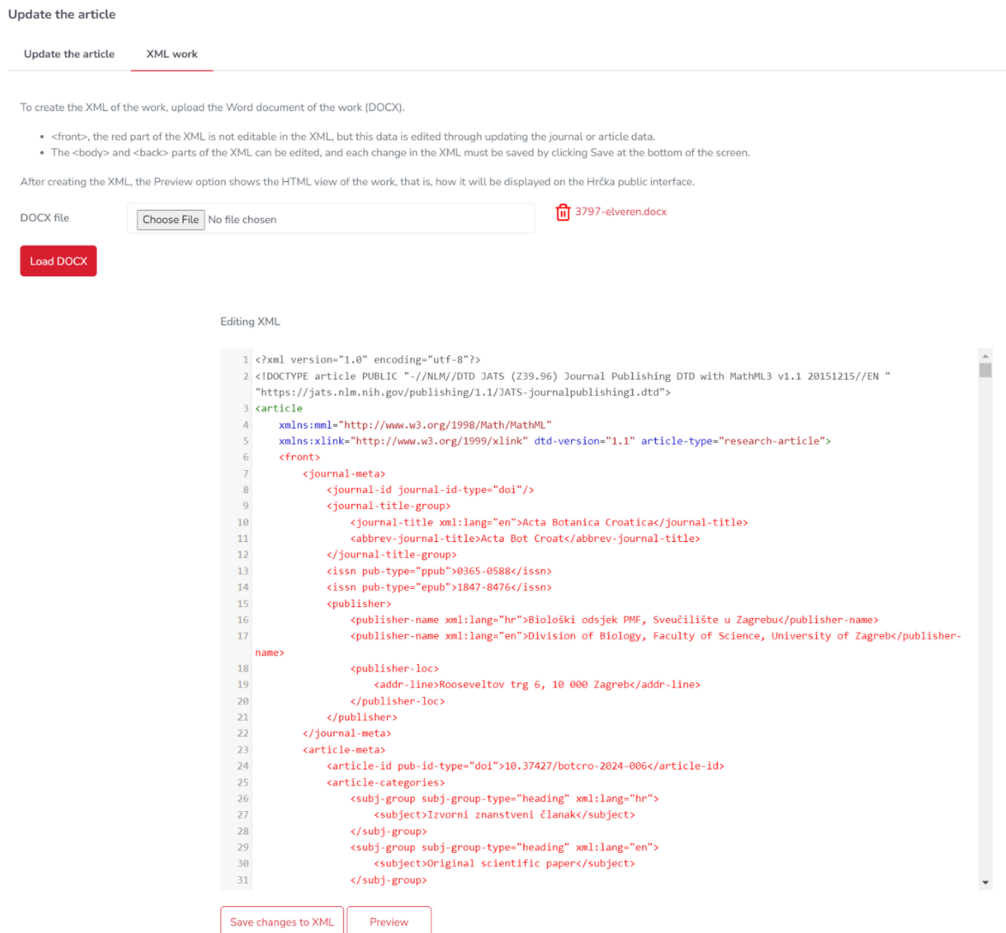 Update the article
Update the article XML work
To create the XML of the work, upload the Word document of the work (DOCX).
• <front>, the red part of the XML is not editable in the XML, but this data is edited through updating the journal or article data.
• The <body> and <back> parts of the XML can be edited, and each change in the XML must be saved by clicking Save at the bottom of the screen.
After creating the XML, the Preview option shows the HTML view of the work, that is, how it will be displayed on the Hrčka public interface.
DOCX file Choose File No file chosen 3797-elveren.docx
Load DOCX
Editing XML
1 <?xml version="1.0" encoding="utf-8"?>
2 <!DOCTYPE article PUBLIC "-//NLM//DTD JATS (Z39.96) Journal Publishing DTD with MathML3 v1.1 20151215//EN "
"https://jats.nlm.nih.gov/publishing/1.1/JATS-journalpublishing1.dtd">
3 <article
4 xmlns:mml="http://www.w3.org/1998/Math/MathML"
5 xmlns:xlink="http://www.w3.org/1999/xlink" dtd-version="1.1" article-type="research-article">
6 <front>
7 <journal-meta>
8 <journal-id journal-id-type="doi"/>
9 <journal-title-group>
10 <journal-title xml:lang="en">Acta Botanica Croatica</journal-title>
11 <abbrev-journal-title>Acta Bot Croat</abbrev-journal-title>
12 </journal-title-group>
13 <issn pub-type="ppub">0365-0588</issn>
14 <issn pub-type="epub">1847-8476</issn>
15 <publisher>
16 <publisher-name xml:lang="hr">Biološki odsjek PMF, Sveučilište u Zagrebu</publisher-name>
17 <publisher-name xml:lang="en">Division of Biology, Faculty of Science, University of Zagreb</publisher-
name>
18 <publisher-loc>
19 <addr-line>Rooseveltov trg 6, 10 000 Zagreb</addr-line>
20 </publisher-loc>
21 </publisher>
22 </journal-meta>
23 <article-meta>
24 <article-id pub-id-type="doi">10.37427/botcro-2024-006</article-id>
25 <article-categories>
26 <subj-group subj-group-type="heading" xml:lang="hr">
27 <subject>Izvorni znanstveni članak</subject>
28 </subj-group>
29 <subj-group subj-group-type="heading" xml:lang="en">
30 <subject>Original scientific paper</subject>
31 </subj-group>
Save changes to XML Preview